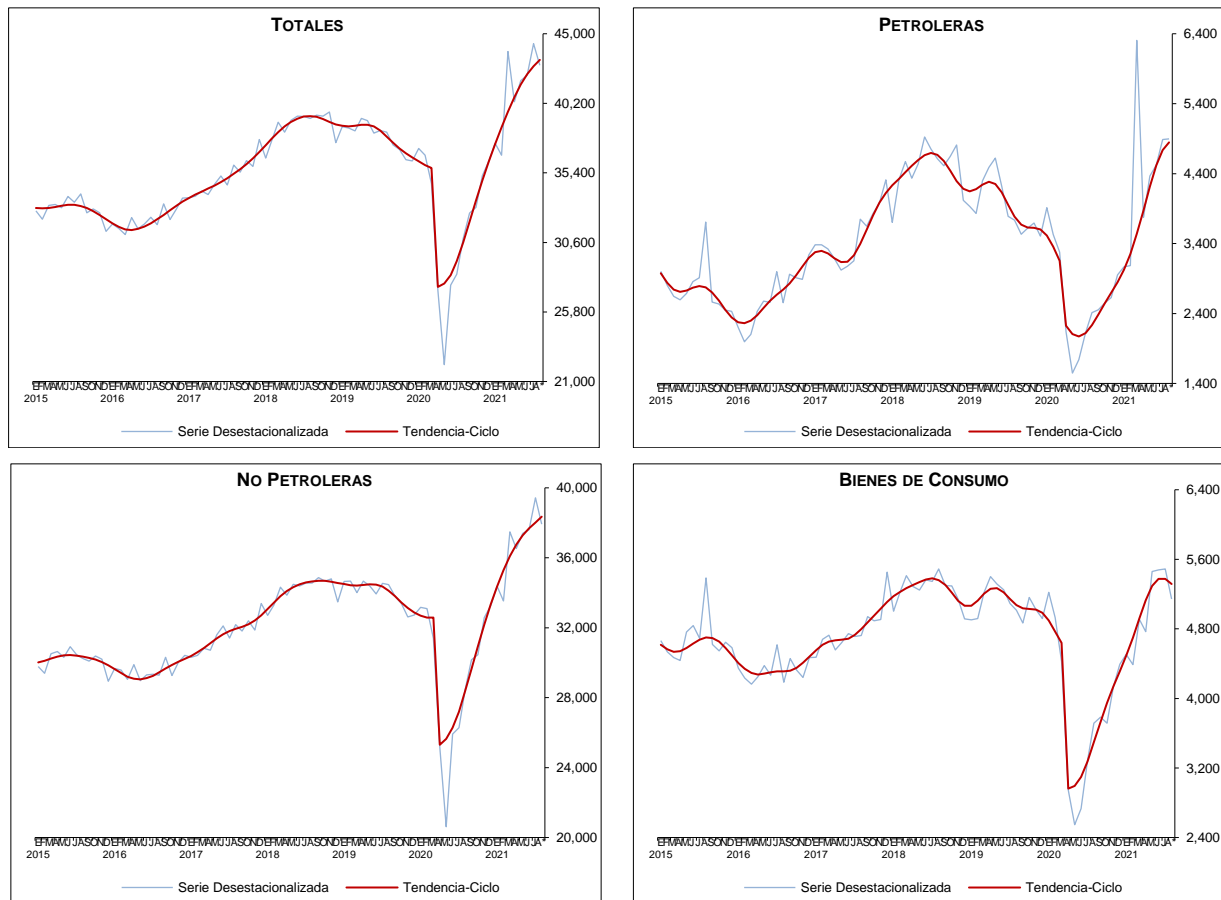 TOTALES
45,000
40,200
35,400
30,600
25,800
21,000
2015 2016 2017 2018 2019 2020 2021
Serie Desestacionalizada Tendencia-Ciclo
PETROLERAS
6,400
5,400
4,400
3,400
2,400
1,400
2015 2016 2017 2018 2019 2020 2021
Serie Desestacionalizada Tendencia-Ciclo
NO PETROLERAS
40,000
36,000
32,000
28,000
24,000
20,000
2015 2016 2017 2018 2019 2020 2021
Serie Desestacionalizada Tendencia-Ciclo
BIENES DE CONSUMO
6,400
5,600
4,800
4,000
3,200
2,400
2015 2016 2017 2018 2019 2020 2021
Serie Desestacionalizada Tendencia-Ciclo